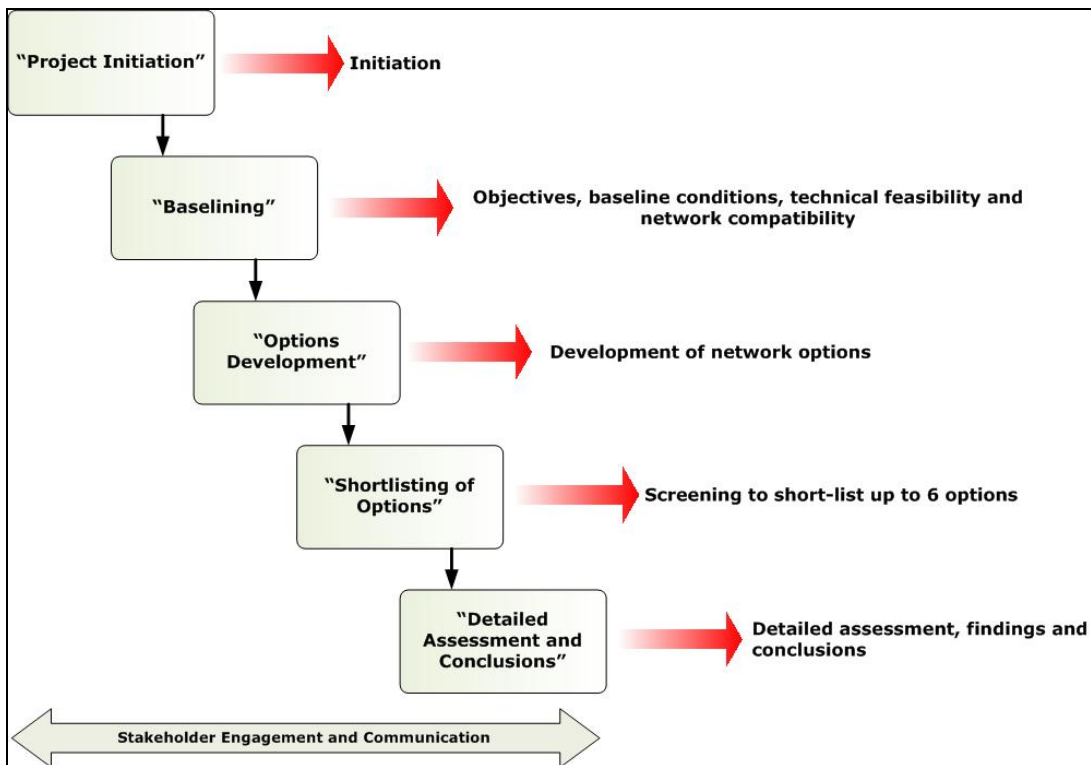 “Project Initiation”
Initiation
“Baselining”
Objectives, baseline conditions, technical feasibility and
network compatibility
“Options
Development”
Development of network options
“Shortlisting of
Options”
Screening to short-list up to 6 options
“Detailed
Assessment and
Conclusions”
Detailed assessment, findings and
conclusions
Stakeholder Engagement and Communication